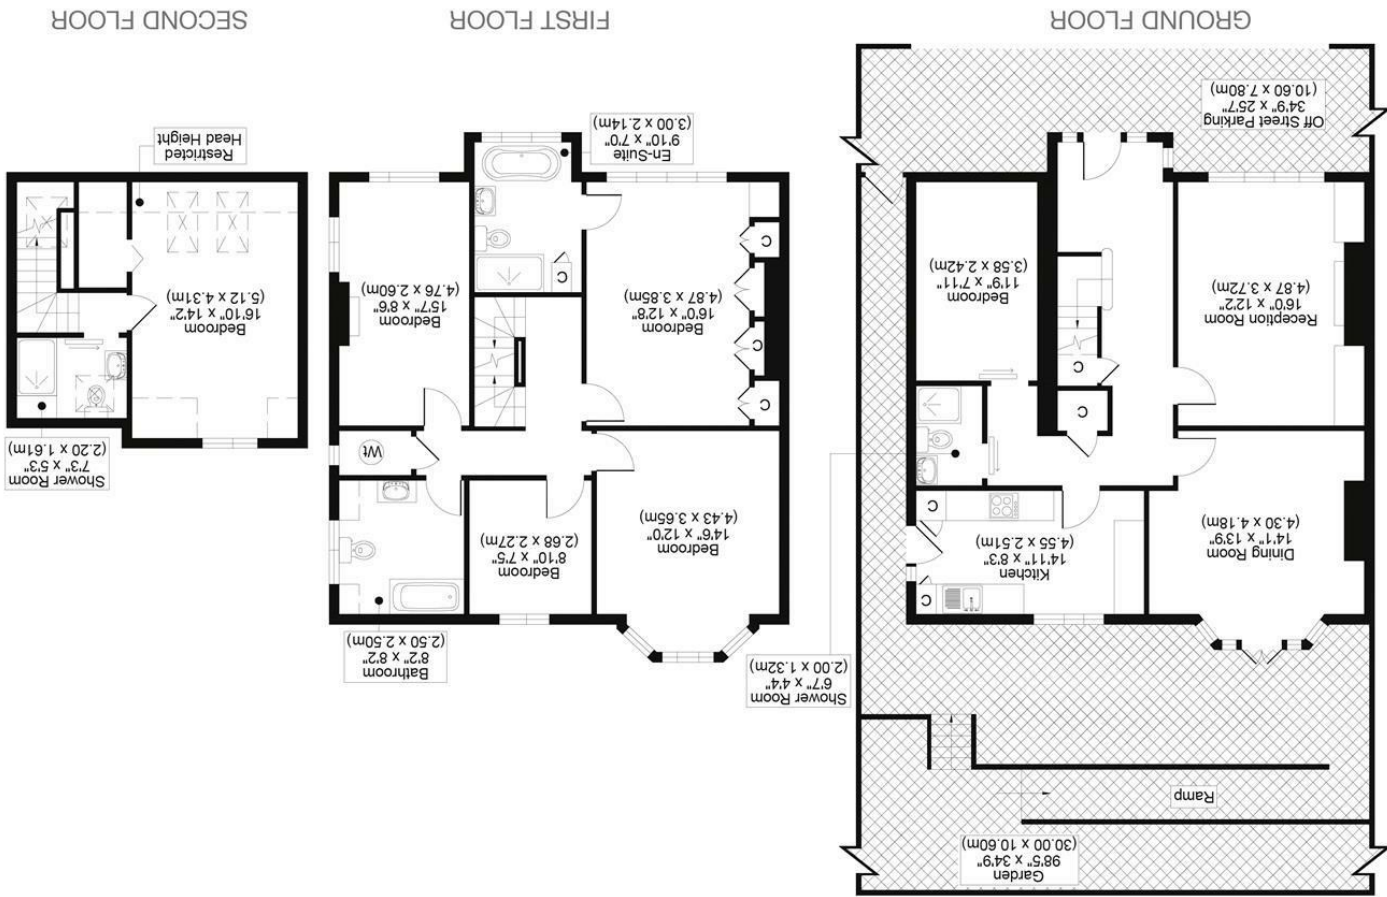 GROUND FLOOR
Off Street Parking
34'9" x 25'7"
(10.60 x 7.80m)
Reception Room
16'0" x 12'2"
(4.87 x 3.72m)
Bedroom
11'9" x 7'11"
(3.58 x 2.42m)
C
C
Dining Room
14'1" x 13'9"
(4.30 x 4.18m)
Kitchen
14'11" x 8'3"
(4.55 x 2.51m)
C
C
Shower Room
6'7" x 4'4"
(2.00 x 1.32m)
Ramp
Garden
98'5" x 34'9"
(30.00 x 10.60m)
FIRST FLOOR
En-Suite
9'10" x 7'0"
(3.00 x 2.14m)
C
C
C
C
Bedroom
16'0" x 12'8"
(4.87 x 3.85m)
Bedroom
15'7" x 8'6"
(4.76 x 2.60m)
Wt
Bedroom
14'6" x 12'0"
(4.43 x 3.65m)
Bedroom
8'10" x 7'5"
(2.68 x 2.27m)
Bathroom
8'2" x 8'2"
(2.50 x 2.50m)
SECOND FLOOR
Restricted
Head Height
Bedroom
16'10" x 14'2"
(5.12 x 4.31m)
Shower Room
7'3" x 5'3"
(2.20 x 1.61m)